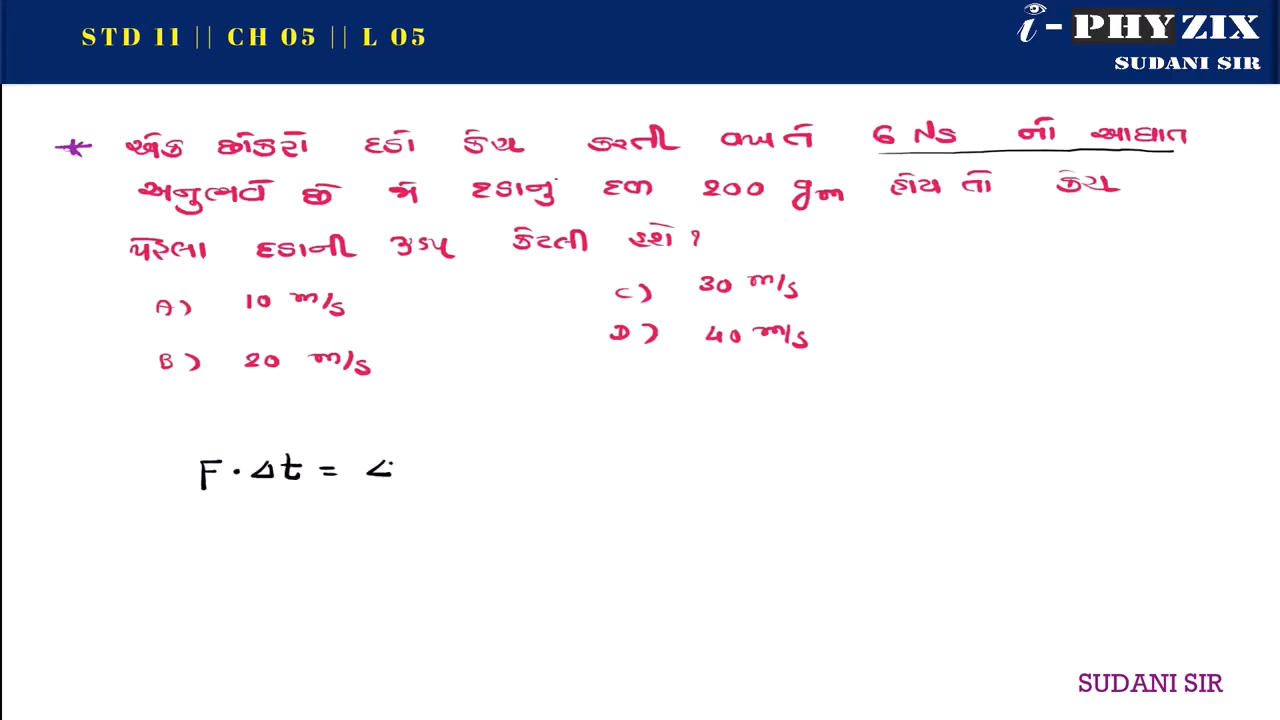 STD 11 || CH 05 || L 05
i - PHYZIX
SUDANI SIR
* એક છોકરો દડો કેચ કરતી વખતે 6 Ns નો આઘાત
અનુભવે છે જો દડાનું દળ 200 gm હોય તો કેચ
પહેલા દડાની ઝડપ કેટલી હશે ?
A) 10 m/s
B) 20 m/s
C) 30 m/s
D) 40 m/s
F · Δt =
SUDANI SIR